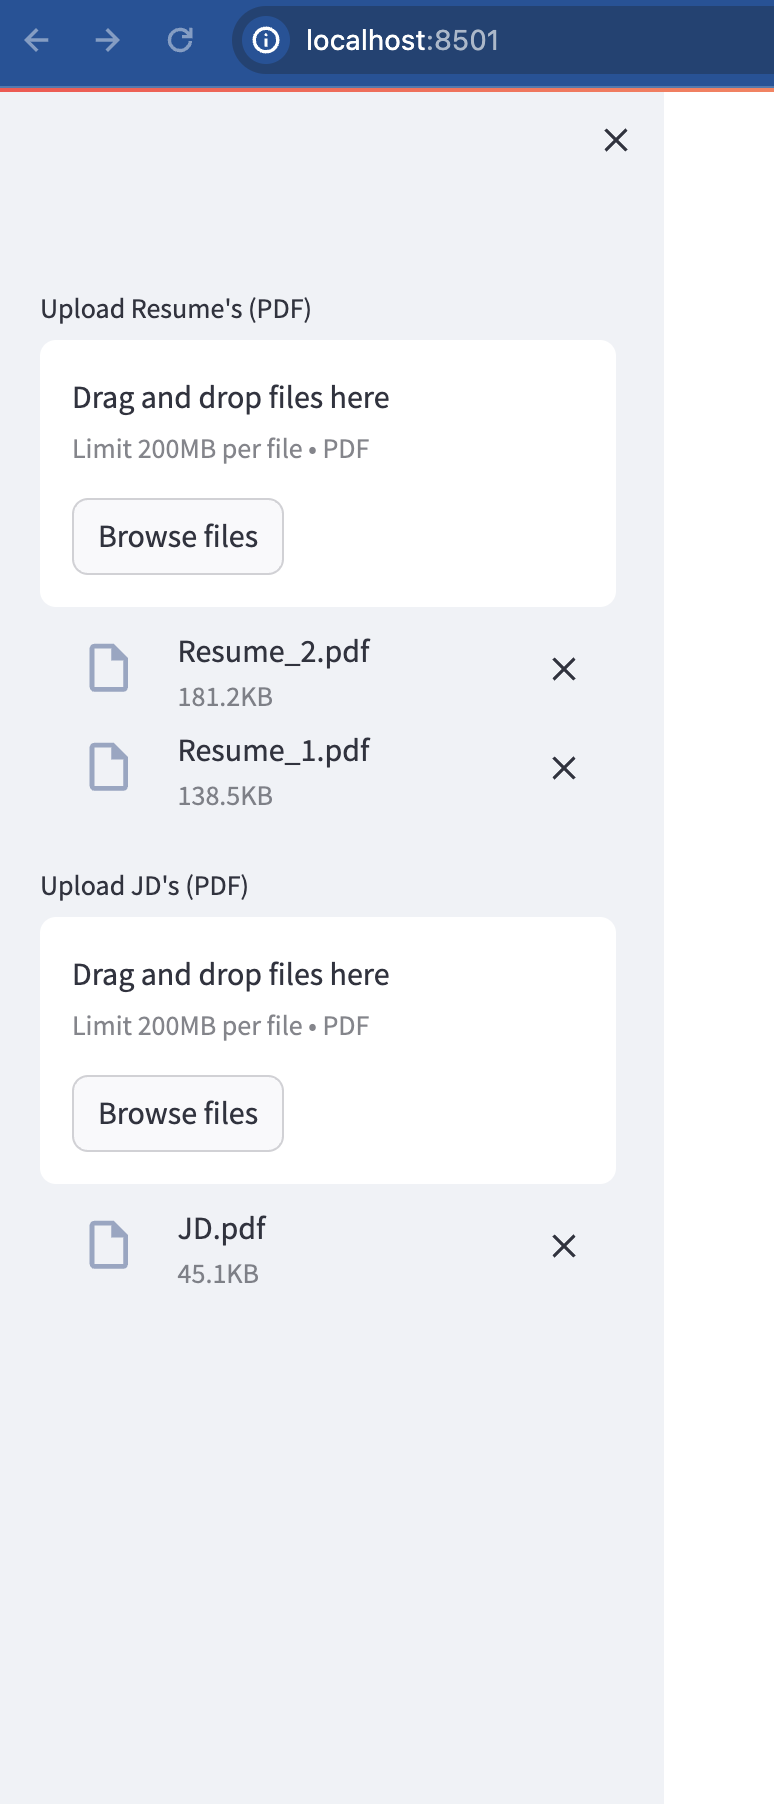 localhost:8501
Upload Resume's (PDF)
Drag and drop files here
Limit 200MB per file • PDF
Browse files
Resume_2.pdf
181.2KB
Resume_1.pdf
138.5KB
Upload JD's (PDF)
Drag and drop files here
Limit 200MB per file • PDF
Browse files
JD.pdf
45.1KB